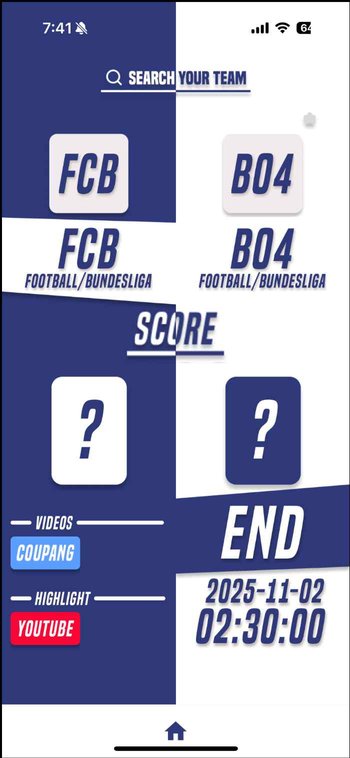 7:41
64
SEARCH YOUR TEAM
FCB
B04
FCB
FOOTBALL/BUNDESLIGA
B04
FOOTBALL/BUNDESLIGA
SCORE
?
?
END
2025-11-02
02:30:00
VIDEOS
COUPANG
HIGHLIGHT
YOUTUBE